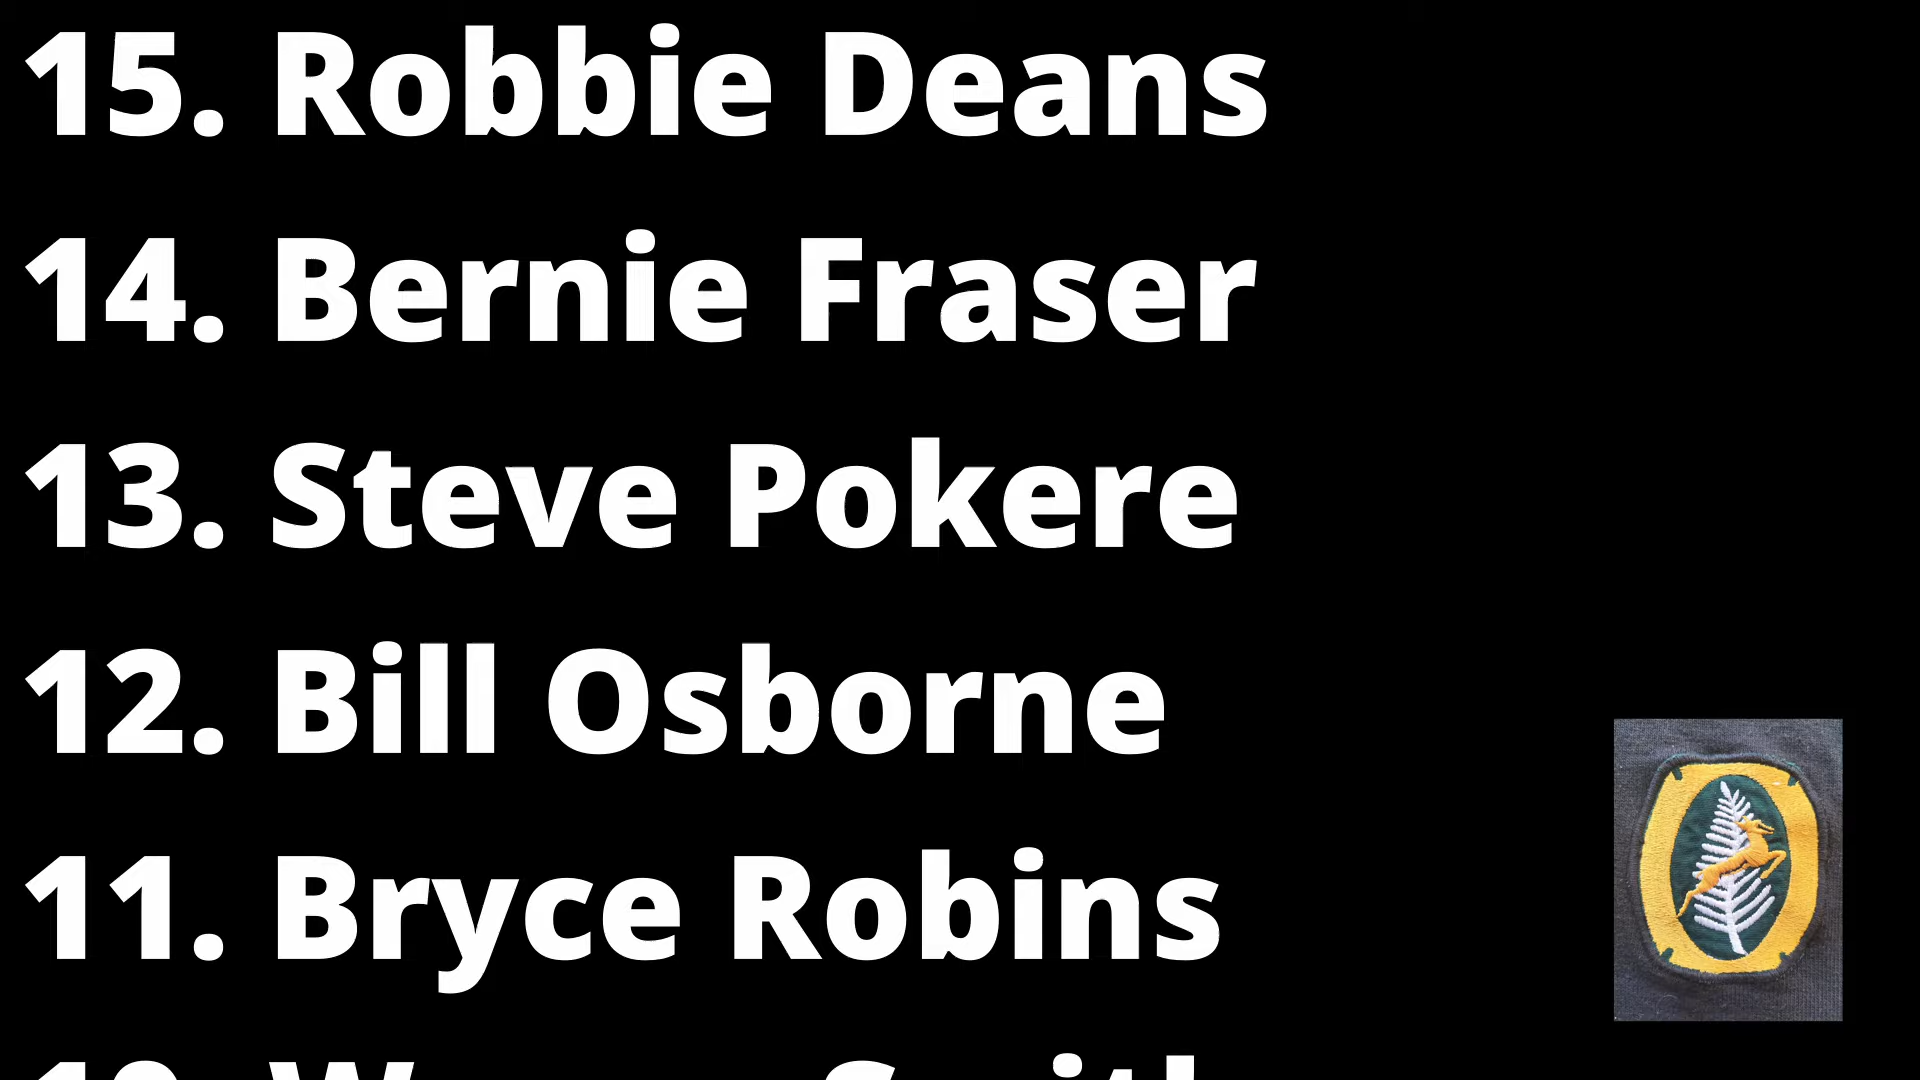 15. Robbie Deans
14. Bernie Fraser
13. Steve Pokere
12. Bill Osborne
11. Bryce Robins